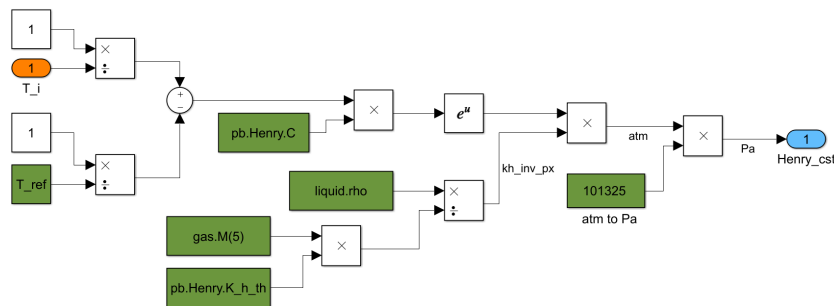 1
×
÷
1
T_i
+
−
1
×
÷
T_ref
pb.Henry.C
×
e^u
×
atm
×
Pa
1
Henry_cst
kh_inv_px
101325
atm to Pa
liquid.rho
×
÷
gas.M(5)
×
pb.Henry.K_h_th